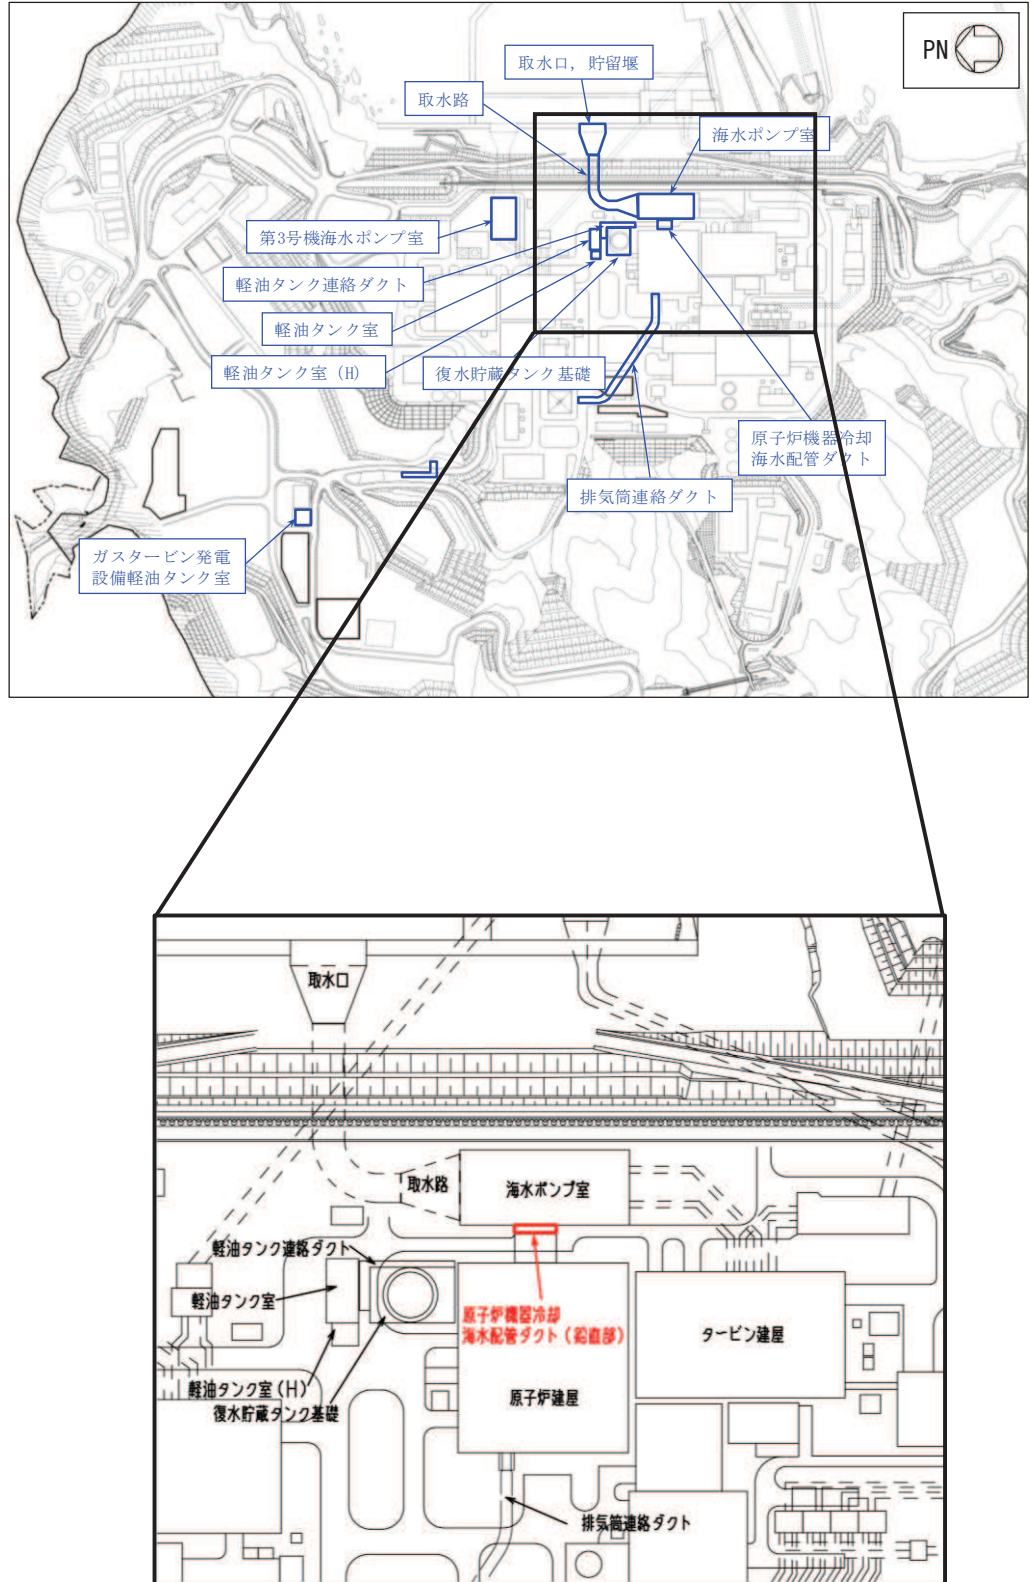 PN
取水口，貯留堰
取水路
海水ポンプ室
第3号機海水ポンプ室
軽油タンク連絡ダクト
軽油タンク室
軽油タンク室（H）
復水貯蔵タンク基礎
原子炉機器冷却
海水配管ダクト
排気筒連絡ダクト
ガスタービン発電
設備軽油タンク室
取水口
取水路
海水ポンプ室
軽油タンク連絡ダクト
軽油タンク室
原子炉機器冷却
海水配管ダクト（鉛直部）
タービン建屋
軽油タンク室（H）
復水貯蔵タンク基礎
原子炉建屋
排気筒連絡ダクト